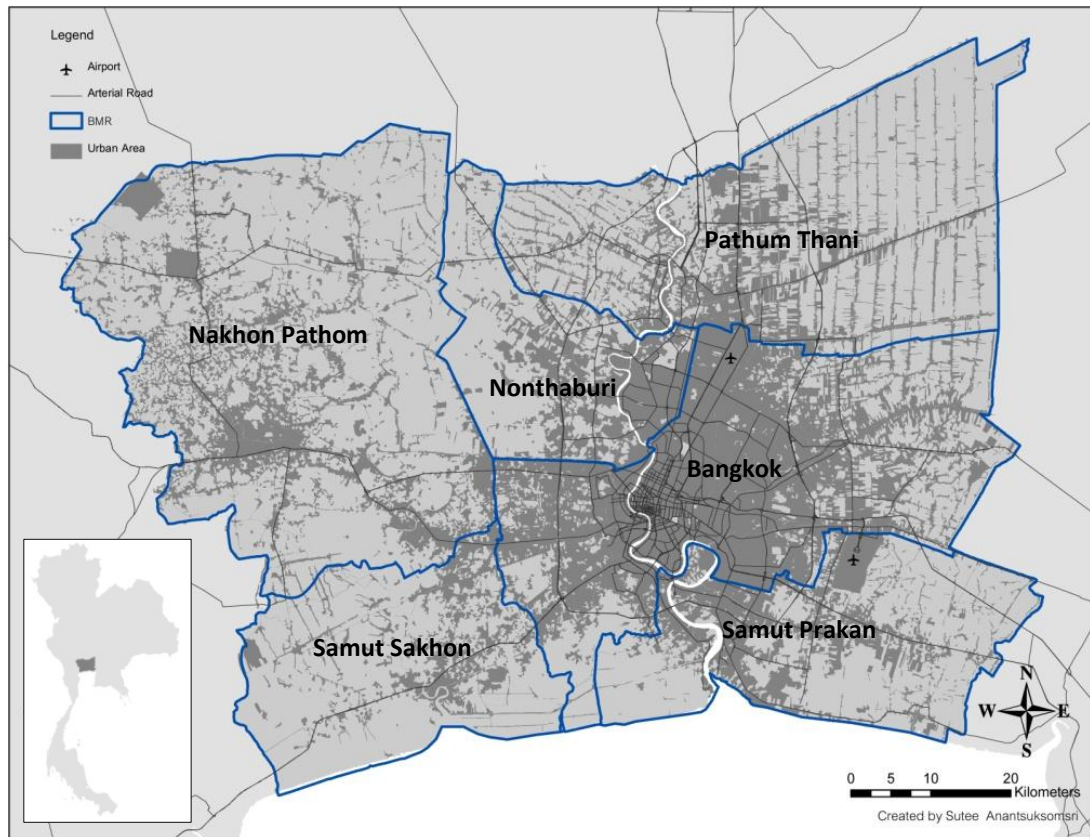 Legend
Airport
Arterial Road
BMR
Urban Area
Pathum Thani
Nakhon Pathom
Nonthaburi
Bangkok
Samut Sakhon
Samut Prakan
N
W E
S
0 5 10 20
Kilometers
Created by Sutee Anantsuksomsri